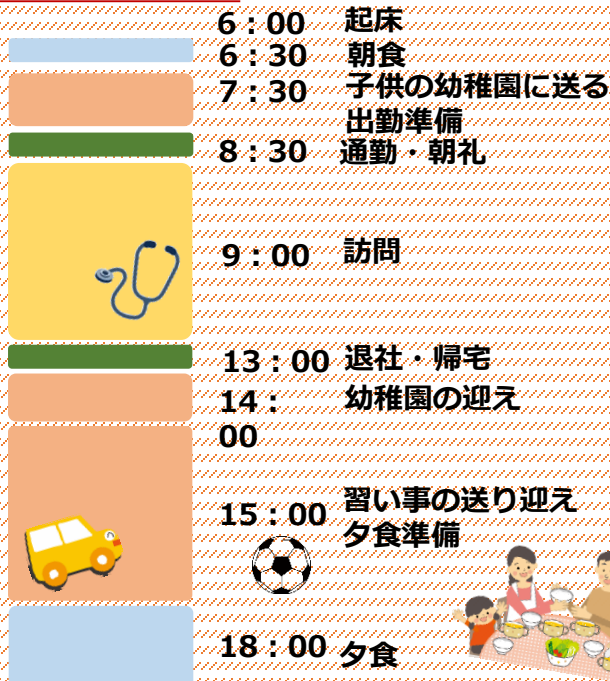 6：00　起床
6：30　朝食
7：30　子供の幼稚園に送る
出勤準備
8：30　通勤・朝礼
9：00　訪問
13：00　退社・帰宅
14：00　幼稚園の迎え
15：00　習い事の送り迎え
夕食準備
18：00　夕食